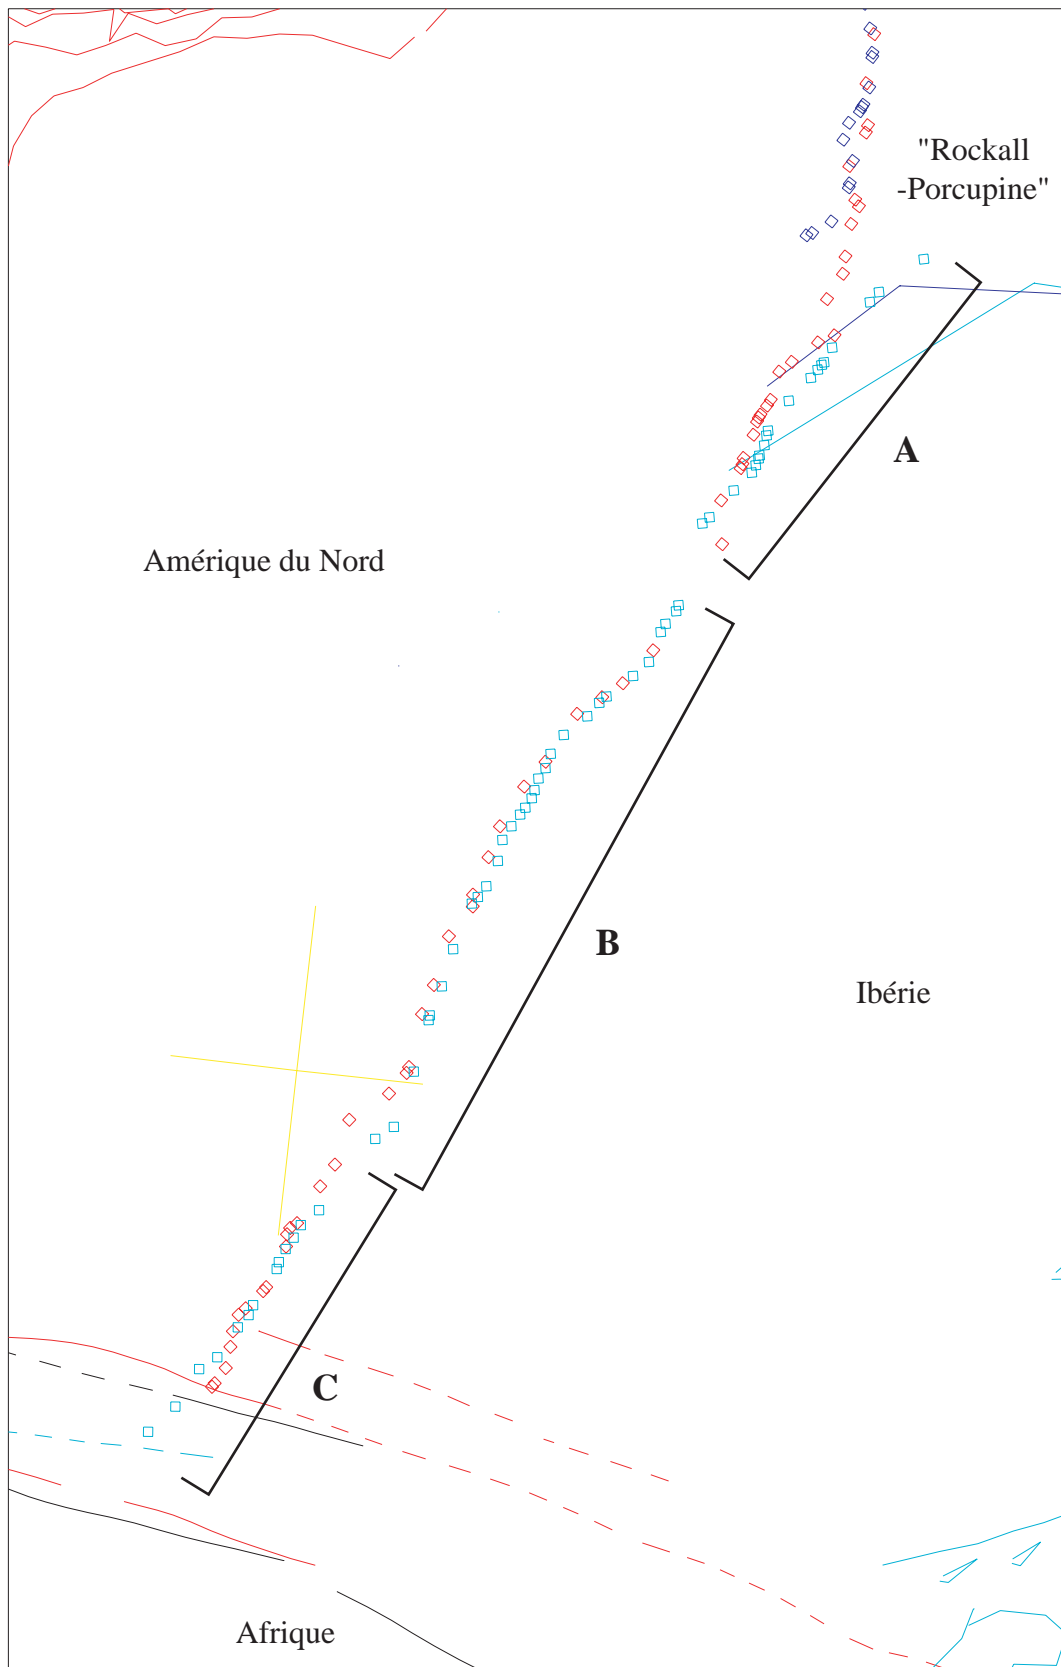 "Rockall
-Porcupine"
A
Amérique du Nord
B
Ibérie
C
Afrique